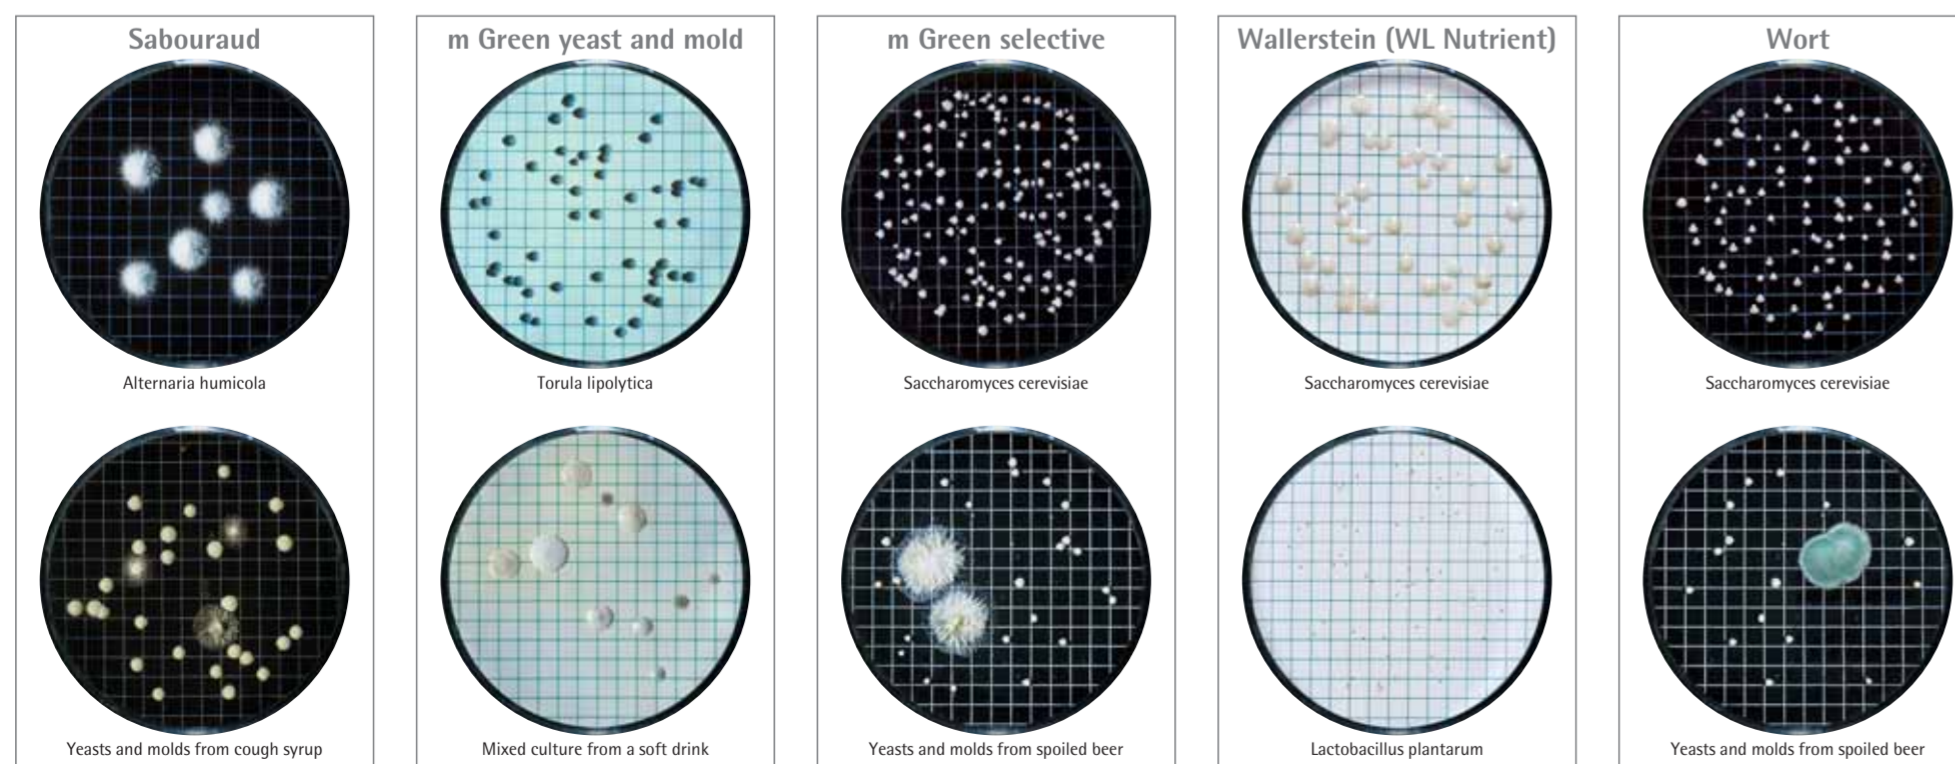 Sabouraud
m Green yeast and mold
m Green selective
Wallerstein (WL Nutrient)
Wort
Alternaria humicola
Torula lipolytica
Saccharomyces cerevisiae
Saccharomyces cerevisiae
Saccharomyces cerevisiae
Yeasts and molds from cough syrup
Mixed culture from a soft drink
Yeasts and molds from spoiled beer
Lactobacillus plantarum
Yeasts and molds from spoiled beer